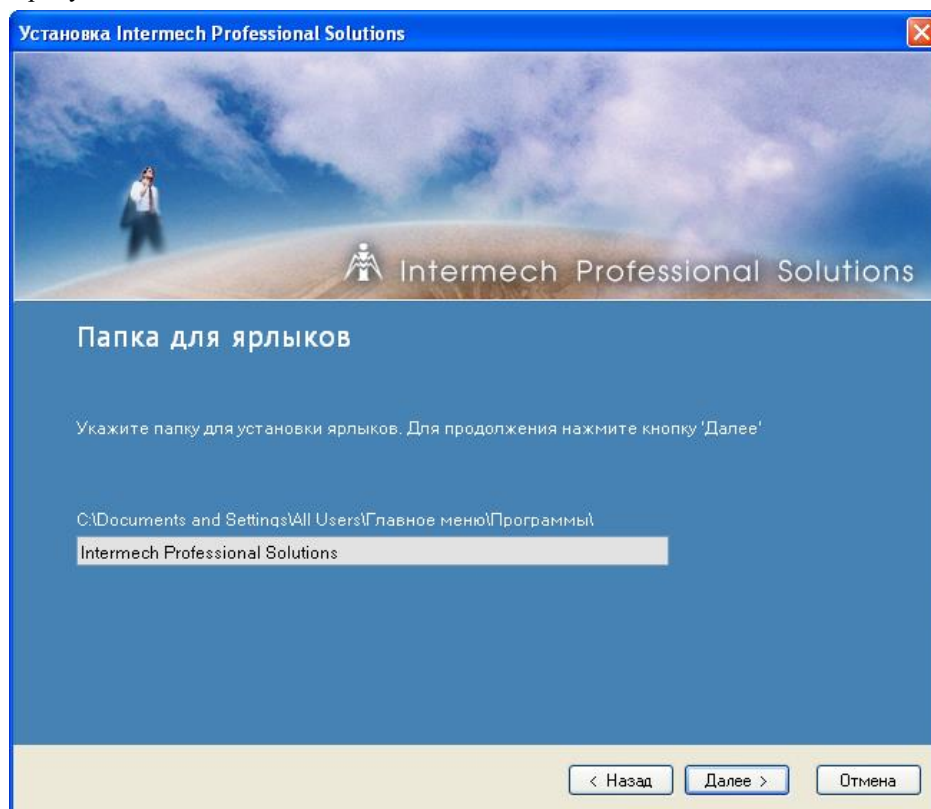 Установка Intermech Professional Solutions
Intermech Professional Solutions
Папка для ярлыков
Укажите папку для установки ярлыков. Для продолжения нажмите кнопку 'Далее'
C:\Documents and Settings\All Users\Главное меню\Программы\
Intermech Professional Solutions
< Назад Далее > Отмена